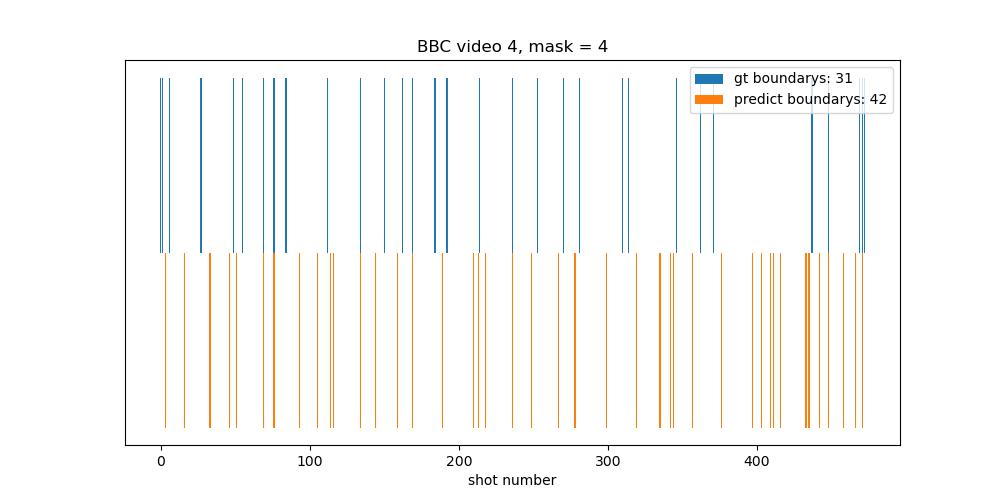 BBC video 4, mask = 4
gt boundarys: 31
predict boundarys: 42
0 100 200 300 400
shot number